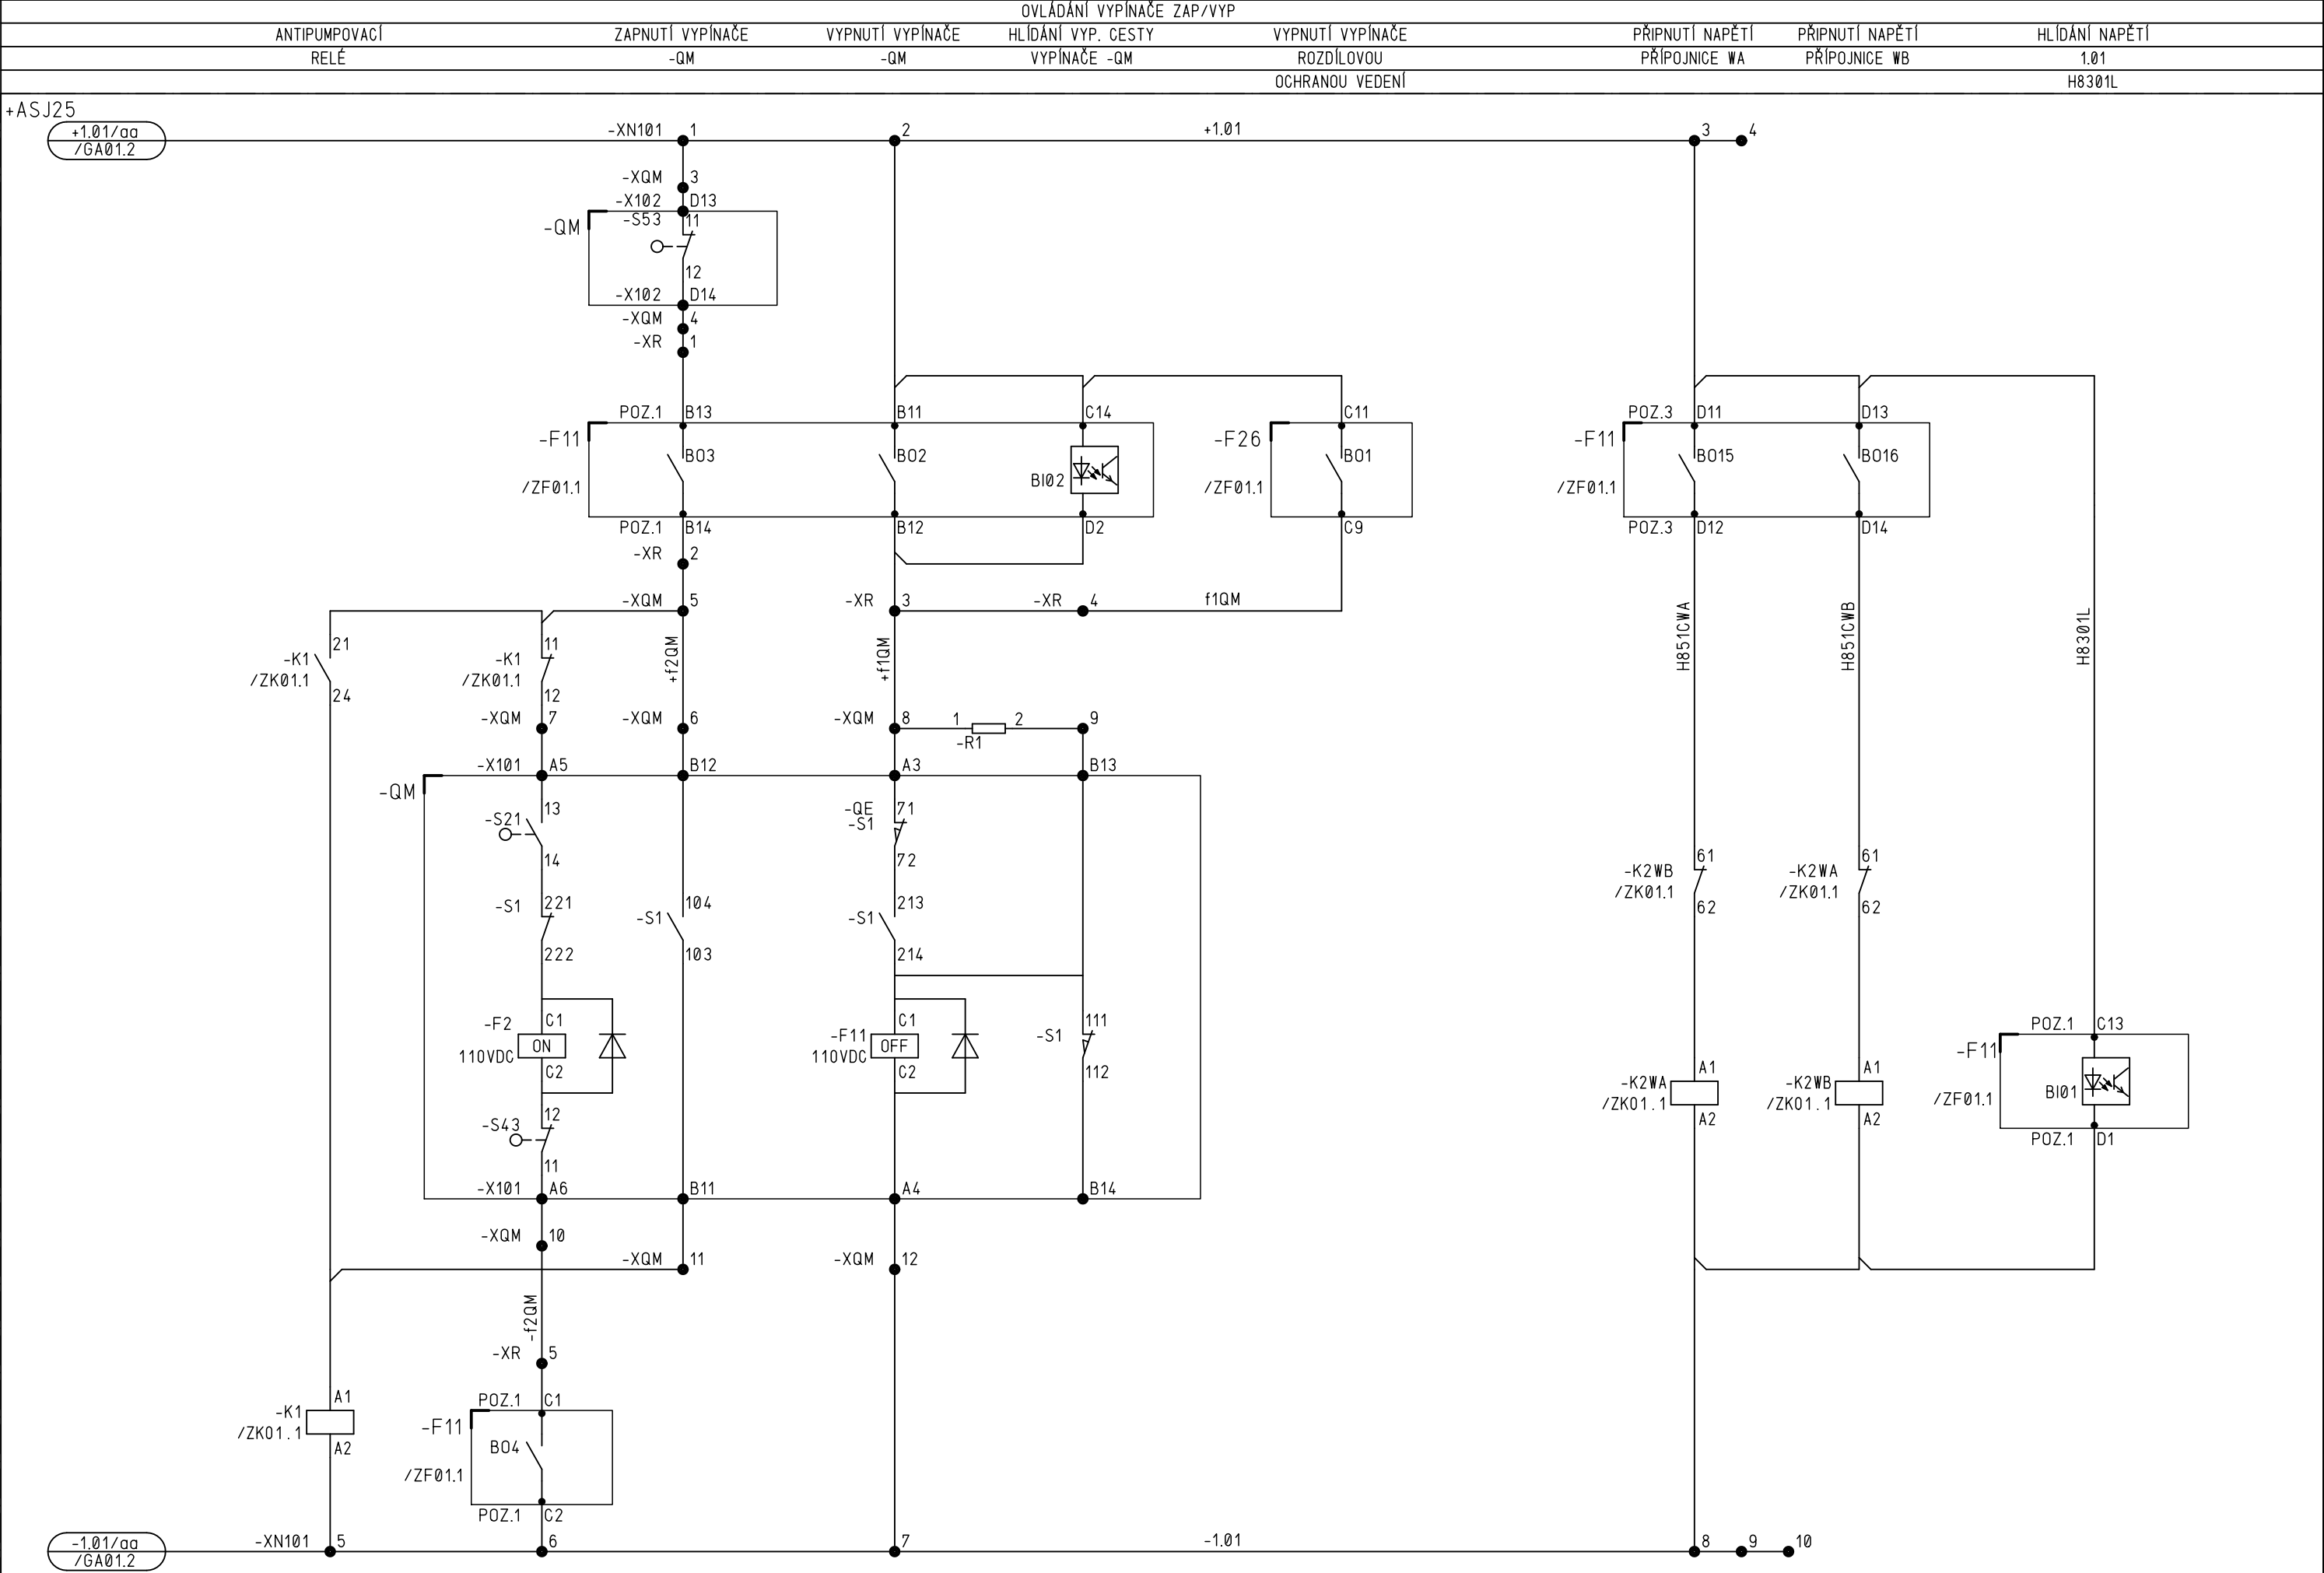 OVLÁDÁNÍ VYPÍNAČE ZAP/VYP
ANTIPUMPOVACÍ ZAPNUTÍ VYPÍNAČE VYPNUTÍ VYPÍNAČE HLÍDÁNÍ VYP. CESTY VYPNUTÍ VYPÍNAČE PŘIPNUTÍ NAPĚTÍ PŘIPNUTÍ NAPĚTÍ HLÍDÁNÍ NAPĚTÍ
RELÉ -QM -QM VYPÍNAČE -QM ROZDÍLOVOU PŘÍPOJNICE WA PŘÍPOJNICE WB 1.01
OCHRANOU VEDENÍ H8301L
+ASJ25
+1.01/aa -XN101 1 2 +1.01 3 4
/GA01.2
-XQM 3
-X102 D13
-QM -S53 11
12
-X102 D14
-XQM 4
-XR 1
POZ.1 B13 B11 C14 C11 POZ.3 D11 D13
-F11 -F26 -F11
BO3 BO2 BO1 BO15 BO16
/ZF01.1 BI02 /ZF01.1 /ZF01.1
POZ.1 B14 B12 D2 C9 POZ.3 D12 D14
-XR 2
-XQM 5 -XR 3 -XR 4 f1QM
+f2QM +f1QM H851CWA H851CWB H8301L
21 11
-K1 -K1
/ZK01.1 /ZK01.1
24 12
-XQM 7 -XQM 6 -XQM 8 1 2 9
-R1
-X101 A5 B12 A3 B13
-QM
13 -QE 71
-S21 -S1
14 72
61 61
-K2WB -K2WA
/ZK01.1 /ZK01.1
62 62
-S1 221 -S1 104 -S1 213
222 103 214
-F2 C1 -F11 C1 -S1 111 POZ.1 C13
110VDC ON 110VDC OFF -F11
C2 C2 112
-K2WA A1 -K2WB A1 BI01
/ZK01.1 A2 /ZK01.1 A2 /ZF01.1
-S43 12 POZ.1 D1
11
-X101 A6 B11 A4 B14
-XQM 10
-XQM 11 -XQM 12
-f2QM
-XR 5
A1 POZ.1 C1
-K1 -F11
/ZK01.1 BO4
A2 /ZF01.1
POZ.1 C2
-1.01/aa -XN101 5 6 7 -1.01 8 9 10
/GA01.2